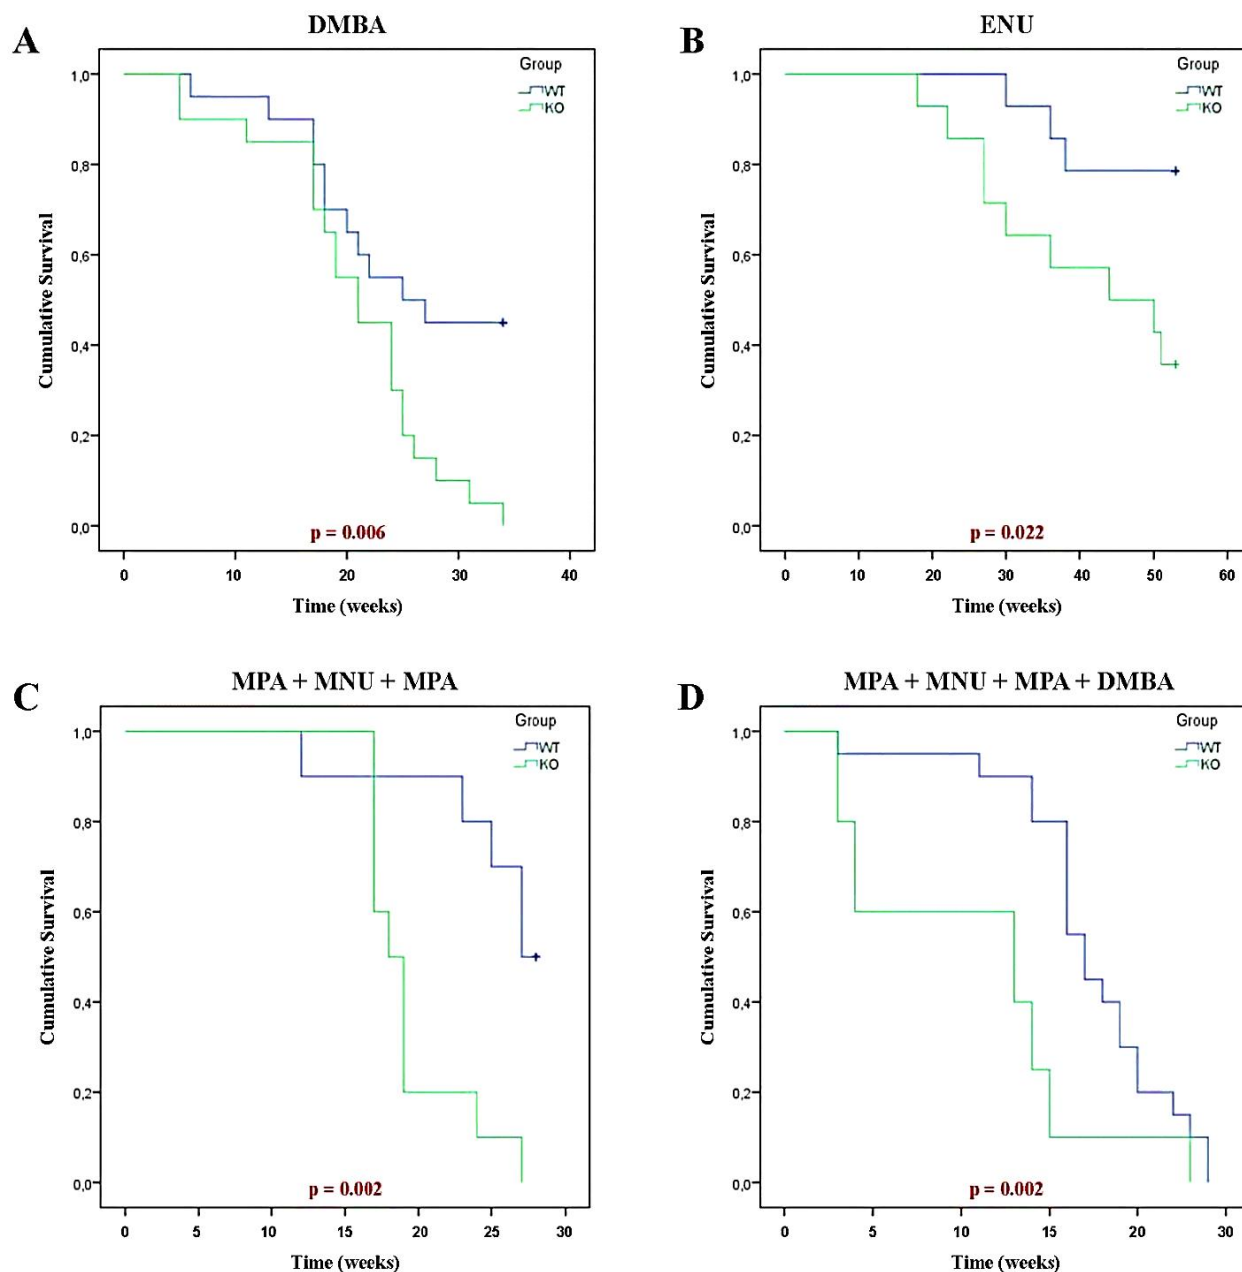 A
DMBA
Group
WT
KO
1,0
0,8
0,6
0,4
0,2
0,0
Cumulative Survival
p = 0.006
0 10 20 30 40
Time (weeks)
B
ENU
Group
WT
KO
1,0
0,8
0,6
0,4
0,2
0,0
Cumulative Survival
p = 0.022
0 10 20 30 40 50 60
Time (weeks)
C
MPA + MNU + MPA
Group
WT
KO
1,0
0,8
0,6
0,4
0,2
0,0
Cumulative Survival
p = 0.002
0 5 10 15 20 25 30
Time (weeks)
D
MPA + MNU + MPA + DMBA
Group
WT
KO
1,0
0,8
0,6
0,4
0,2
0,0
Cumulative Survival
p = 0.002
0 5 10 15 20 25 30
Time (weeks)